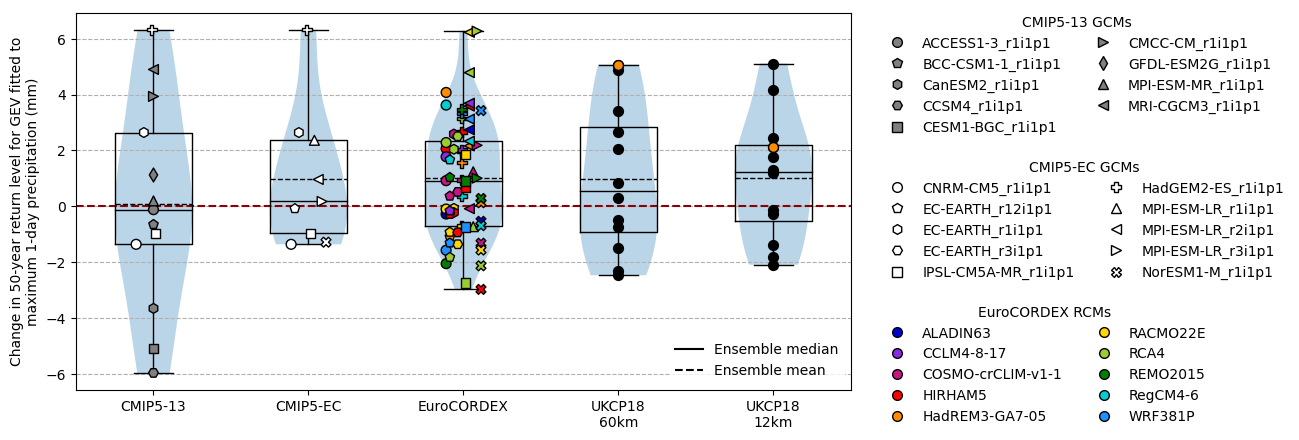 Change in 50-year return level for GEV fitted to
maximum 1-day precipitation (mm)
6
4
2
0
−2
−4
−6
CMIP5-13
CMIP5-EC
EuroCORDEX
UKCP18
60km
UKCP18
12km
Ensemble median
Ensemble mean
CMIP5-13 GCMs
ACCESS1-3_r1i1p1
BCC-CSM1-1_r1i1p1
CanESM2_r1i1p1
CCSM4_r1i1p1
CESM1-BGC_r1i1p1
CMCC-CM_r1i1p1
GFDL-ESM2G_r1i1p1
MPI-ESM-MR_r1i1p1
MRI-CGCM3_r1i1p1
CMIP5-EC GCMs
CNRM-CM5_r1i1p1
EC-EARTH_r12i1p1
EC-EARTH_r1i1p1
EC-EARTH_r3i1p1
IPSL-CM5A-MR_r1i1p1
HadGEM2-ES_r1i1p1
MPI-ESM-LR_r1i1p1
MPI-ESM-LR_r2i1p1
MPI-ESM-LR_r3i1p1
NorESM1-M_r1i1p1
EuroCORDEX RCMs
ALADIN63
CCLM4-8-17
COSMO-crCLIM-v1-1
HIRHAM5
HadREM3-GA7-05
RACMO22E
RCA4
REMO2015
RegCM4-6
WRF381P